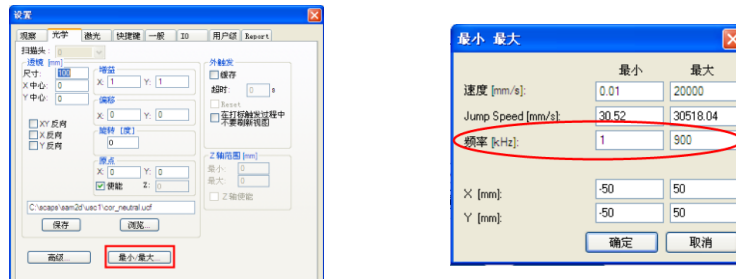 设置
观察 光学 激光 快捷键 一般 IO 用户级 Report
扫描头: 0
透镜 [mm]
尺寸: 100
X中心: 0
Y中心: 0
XY反向
X反向
Y反向
增益
X: 1 Y: 1
偏移
X: 0 Y: 0
旋转 [度]
0
原点
X: 0 Y: 0
使能 Z: 0
外触发
缓存
超时: 0 s
Reset
在打标触发过程中
不要刷新视图
Z轴范围 [mm]
最小: 0
最大: 0
Z轴使能
C:\scaps\sam2d\usc1\cor_neutral.ucf
保存 浏览...
高级... 最小/最大...
最小 最大
最小 最大
速度 [mm/s]: 0.01 20000
Jump Speed [mm/s]: 30.52 30518.04
频率 [kHz]: 1 900
X [mm]: -50 50
Y [mm]: -50 50
确定 取消